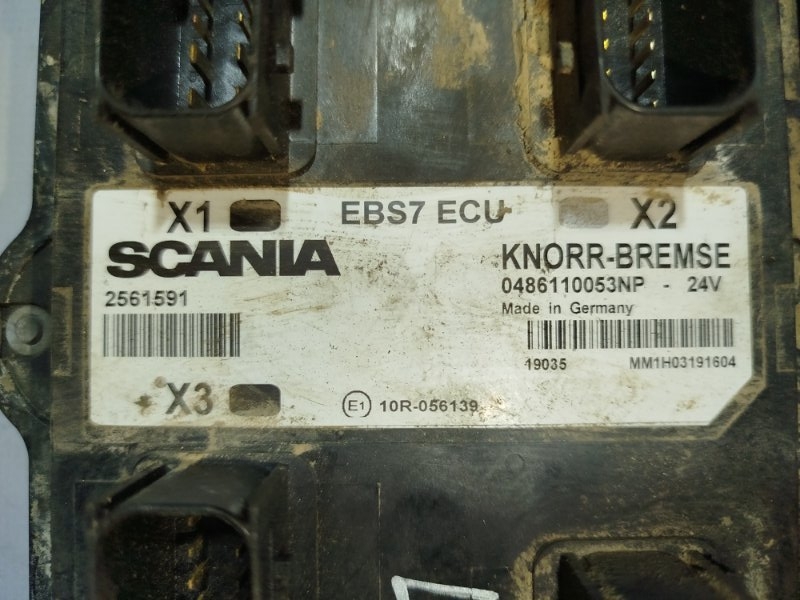 X1 EBS7 ECU X2
SCANIA KNORR-BREMSE
2561591 0486110053NP - 24V
Made in Germany
19035 MM1H03191604
X3 E1 10R-056139